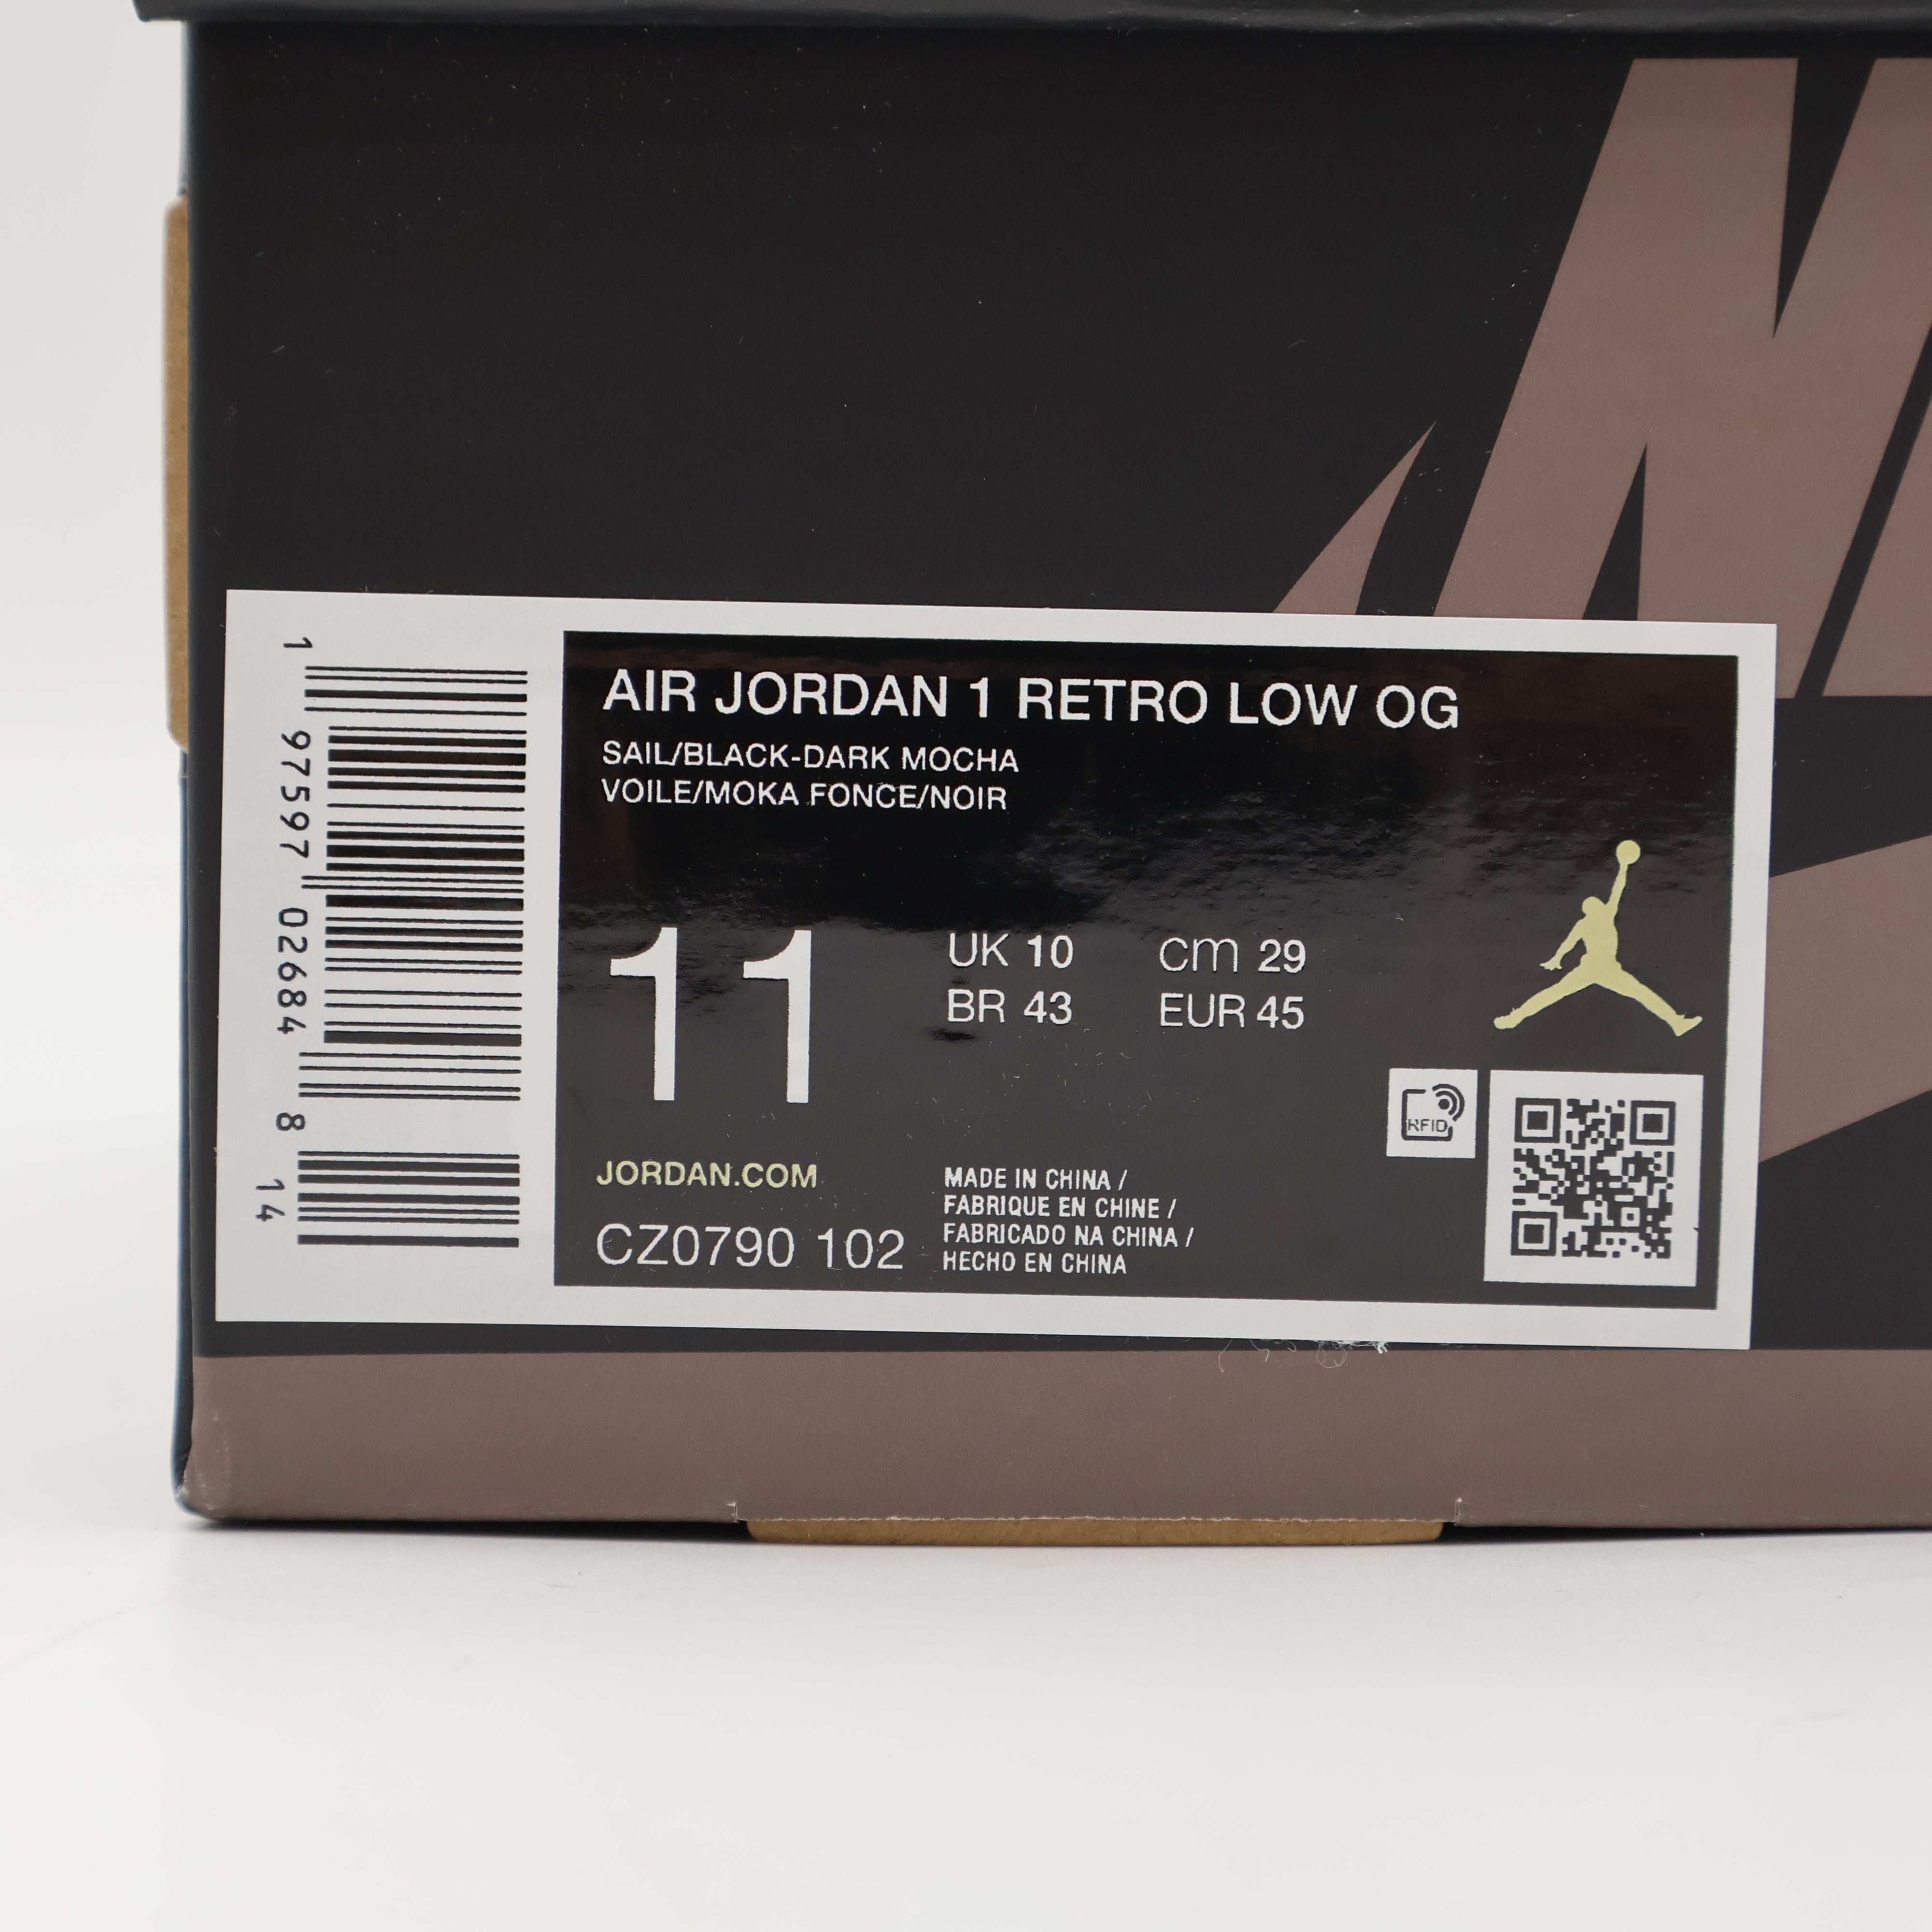 AIR JORDAN 1 RETRO LOW OG
SAIL/BLACK-DARK MOCHA
VOILE/MOKA FONCE/NOIR
11
UK 10
cm 29
BR 43
EUR 45
RFID
JORDAN.COM
CZ0790 102
MADE IN CHINA /
FABRIQUE EN CHINE /
FABRICADO NA CHINA /
HECHO EN CHINA
1 97597 02684 8
14